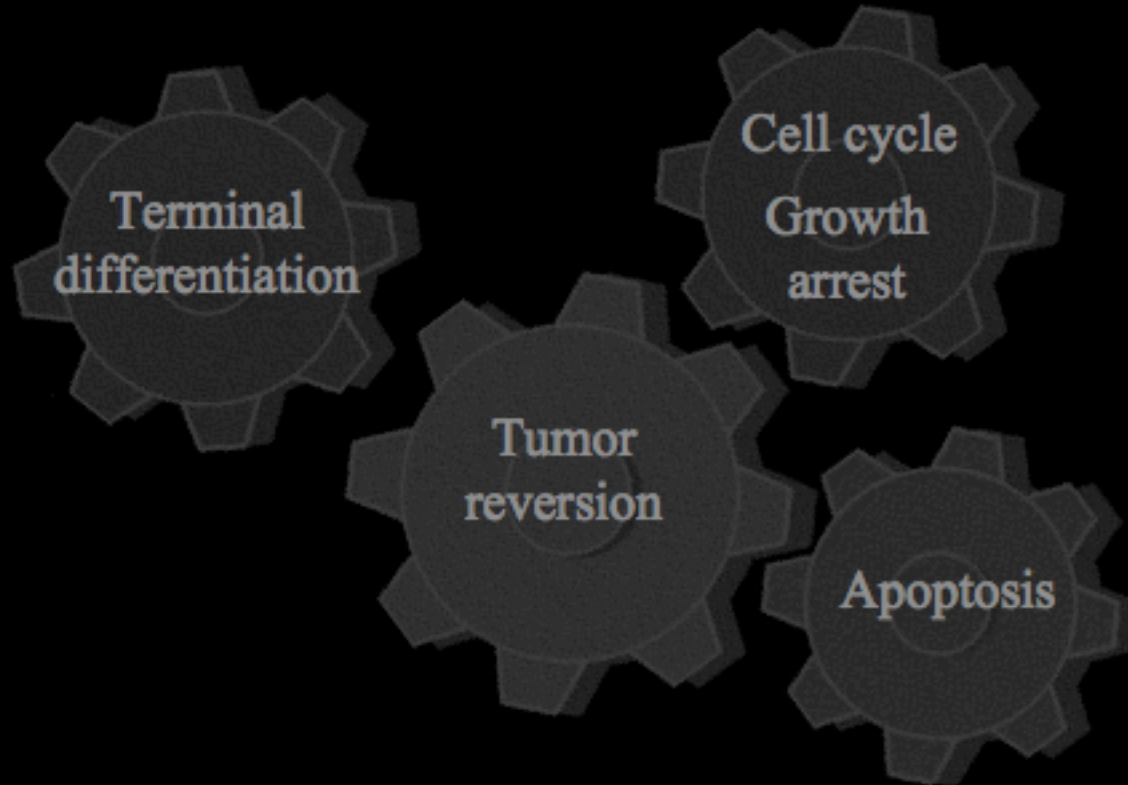 Terminal
differentiation
Cell cycle
Growth
arrest
Tumor
reversion
Apoptosis